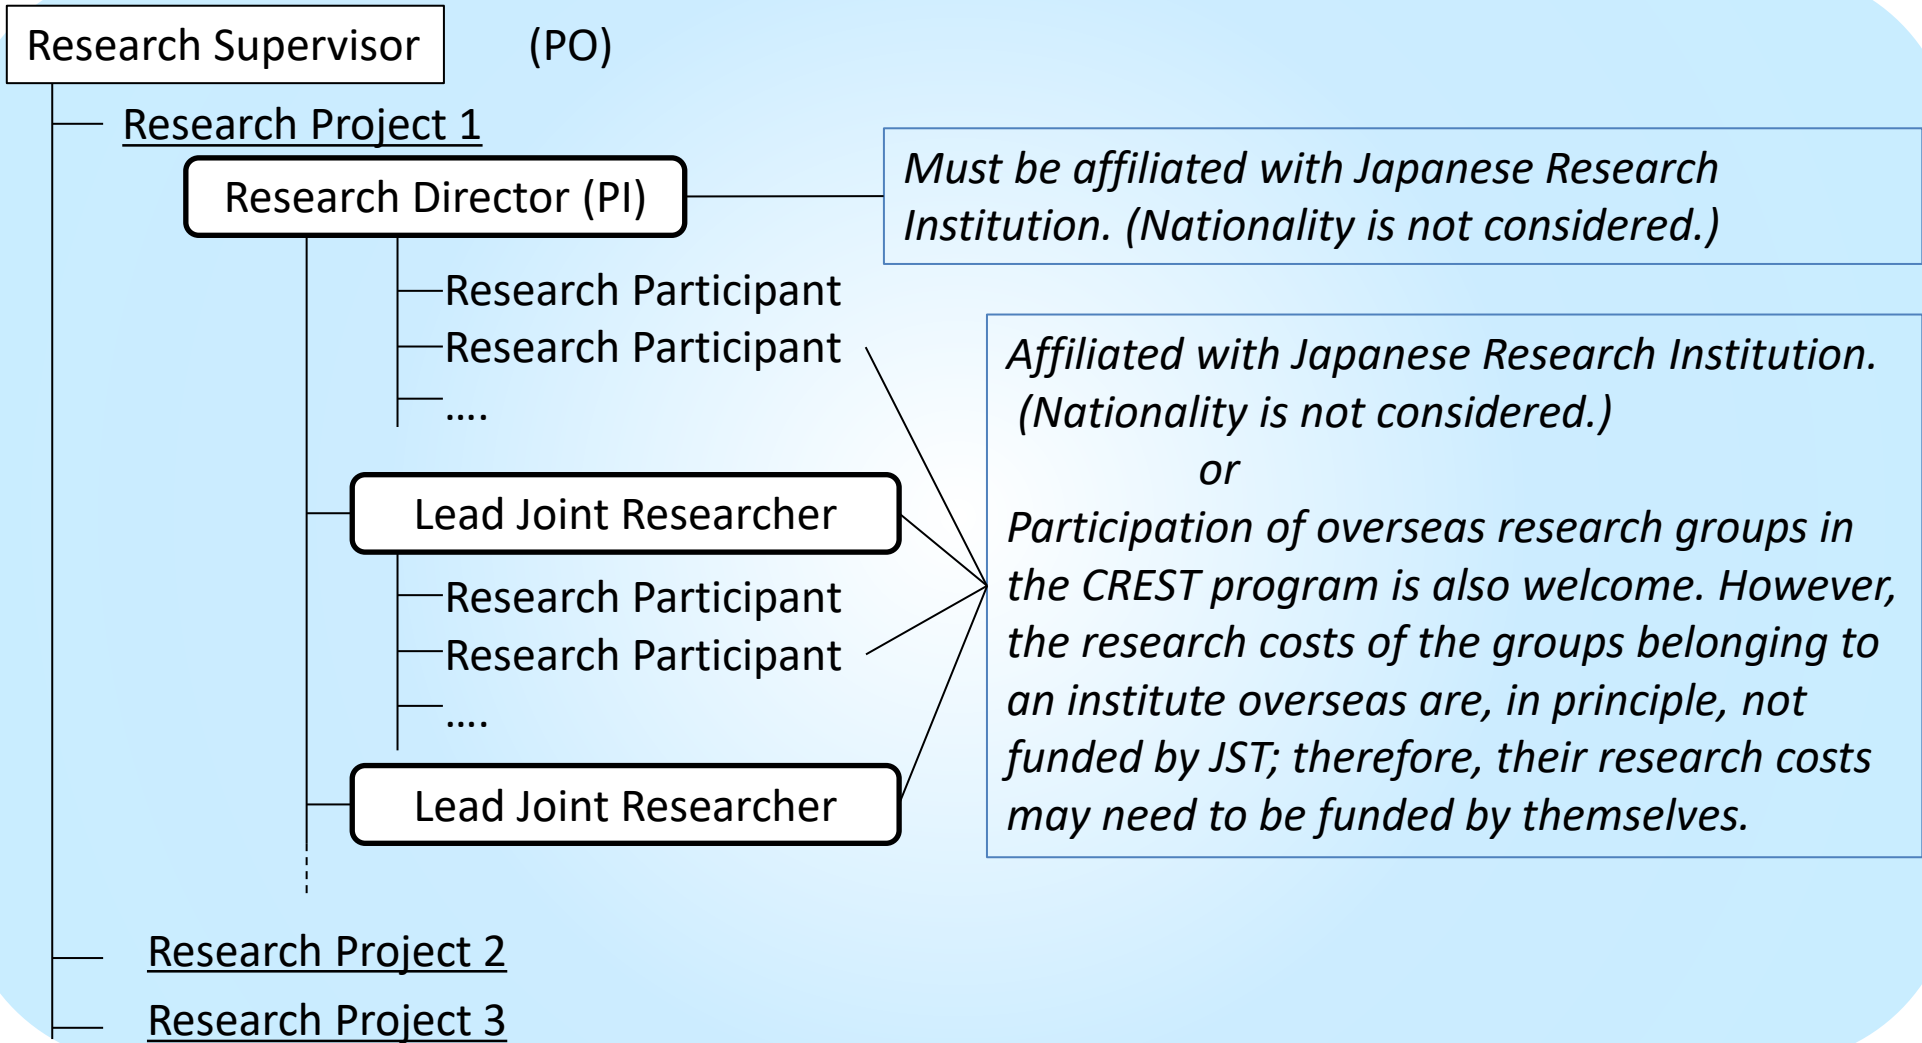 Research Supervisor (PO)
Research Project 1
Research Director (PI)
Must be affiliated with Japanese Research
Institution. (Nationality is not considered.)
Research Participant
Research Participant
....
Affiliated with Japanese Research Institution.
(Nationality is not considered.)
or
Participation of overseas research groups in
the CREST program is also welcome. However,
the research costs of the groups belonging to
an institute overseas are, in principle, not
funded by JST; therefore, their research costs
may need to be funded by themselves.
Lead Joint Researcher
Research Participant
Research Participant
....
Lead Joint Researcher
Research Project 2
Research Project 3